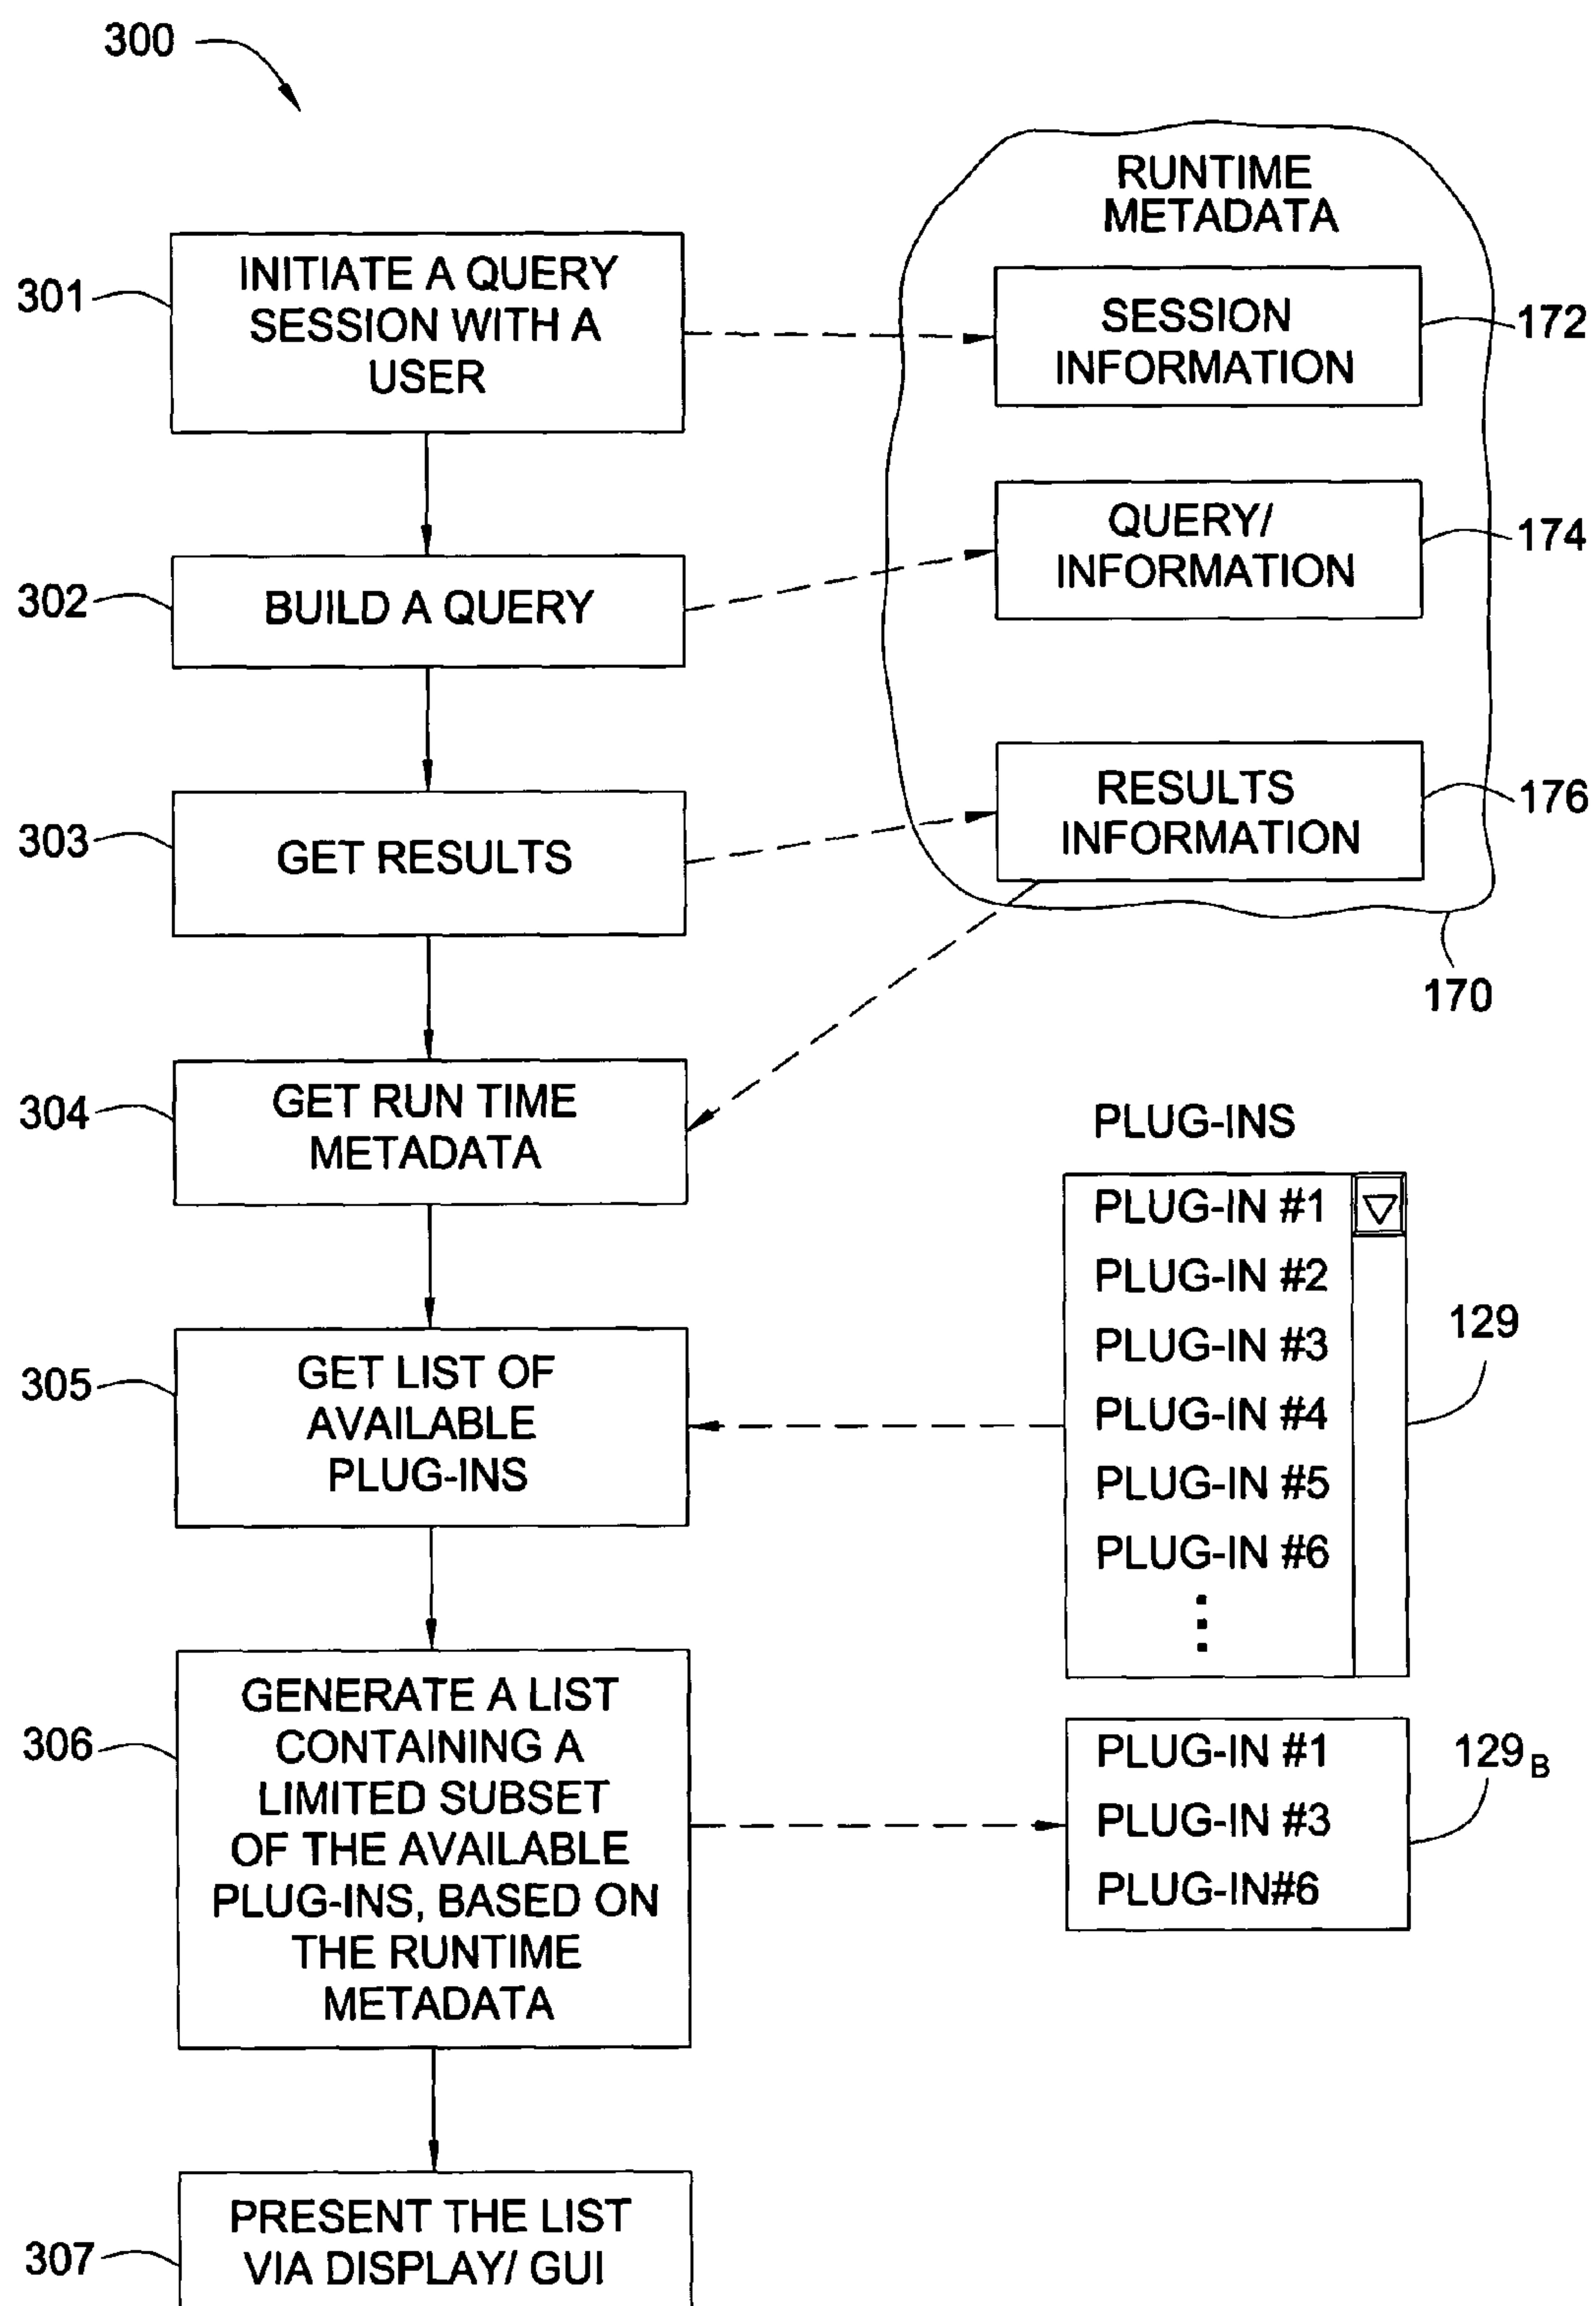 300
RUNTIME
METADATA
301
INITIATE A QUERY
SESSION WITH A
USER
SESSION
INFORMATION
172
302
BUILD A QUERY
QUERY/
INFORMATION
174
303
GET RESULTS
RESULTS
INFORMATION
176
170
304
GET RUN TIME
METADATA
PLUG-INS
PLUG-IN #1
PLUG-IN #2
PLUG-IN #3
PLUG-IN #4
PLUG-IN #5
PLUG-IN #6
129
305
GET LIST OF
AVAILABLE
PLUG-INS
306
GENERATE A LIST
CONTAINING A
LIMITED SUBSET
OF THE AVAILABLE
PLUG-INS, BASED ON
THE RUNTIME
METADATA
PLUG-IN #1
PLUG-IN #3
PLUG-IN#6
129B
307
PRESENT THE LIST
VIA DISPLAY/ GUI